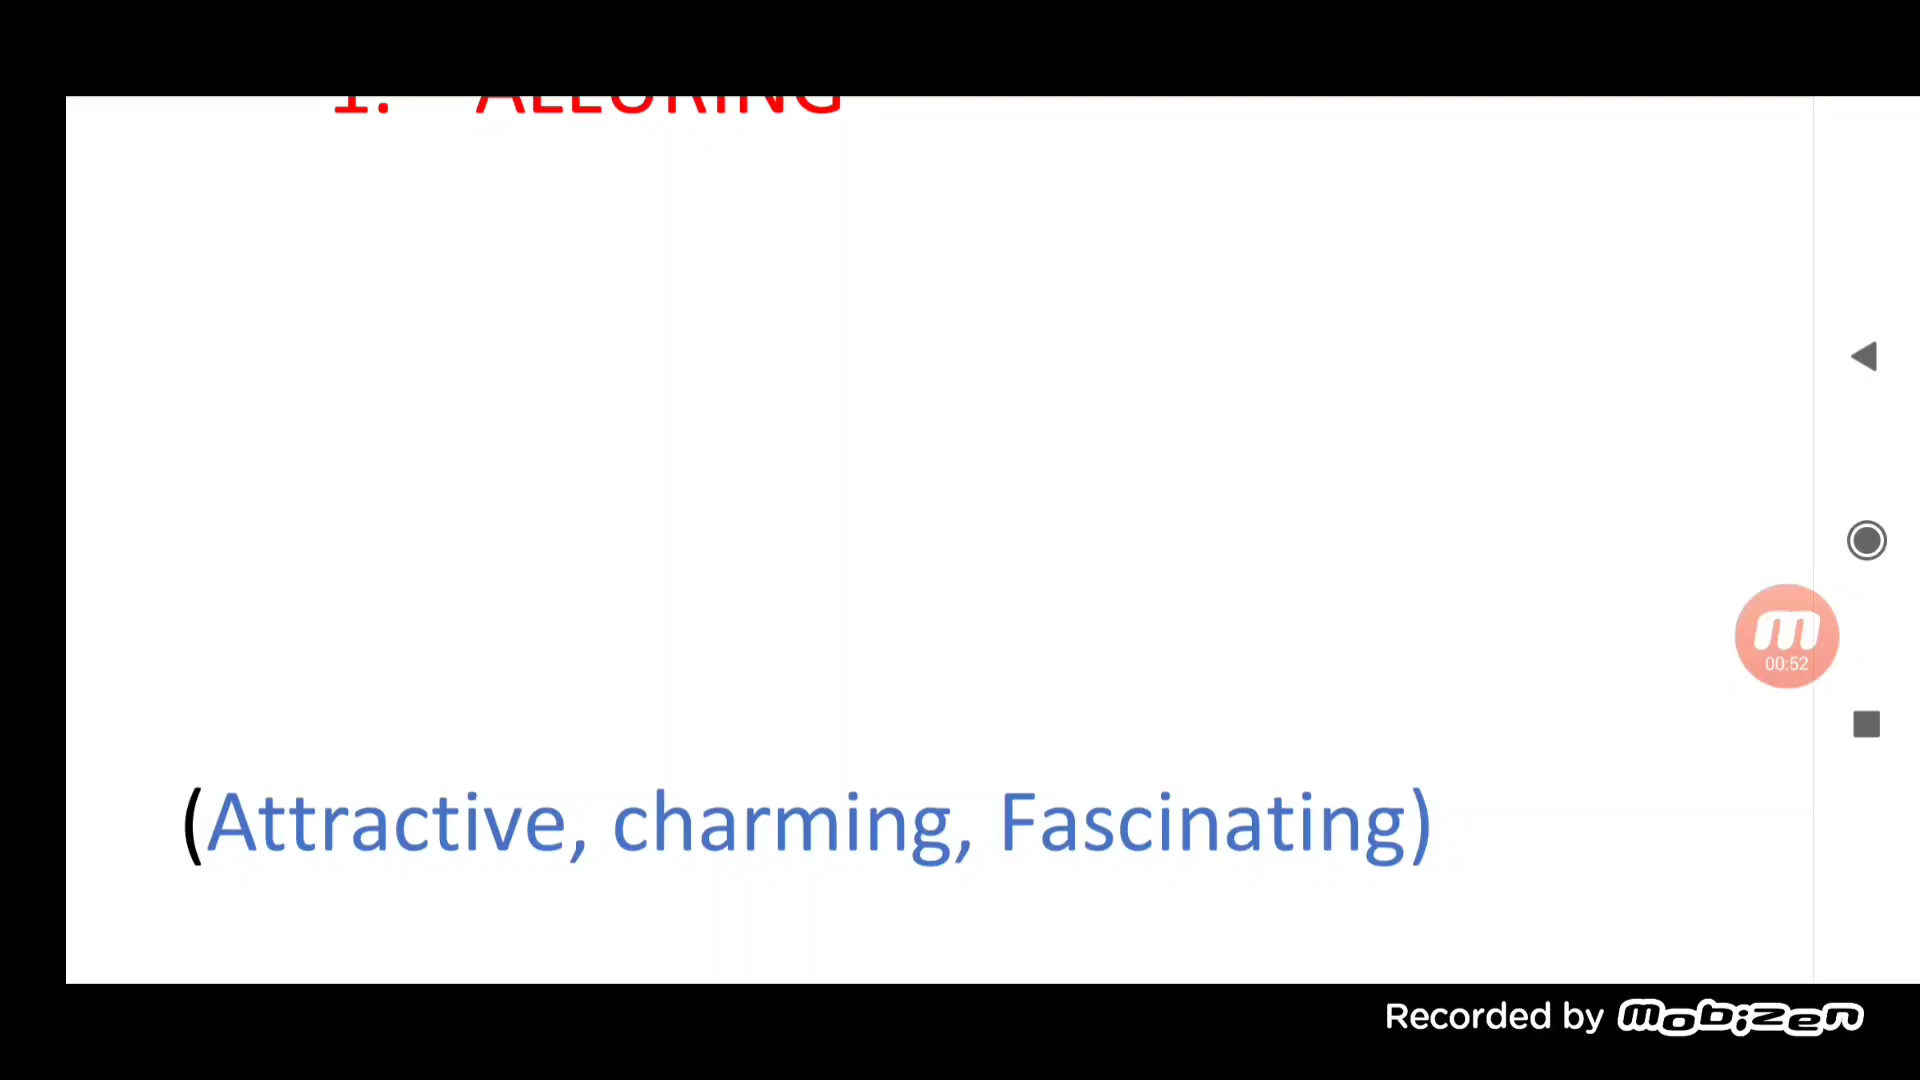 1. ALLURING
00:52
(Attractive, charming, Fascinating)
Recorded by mobizen